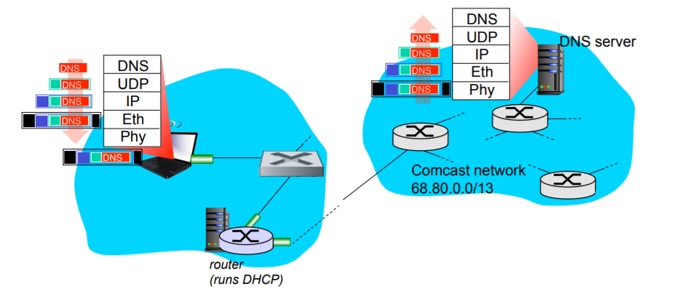 DNS
DNS
DNS
DNS
DNS
DNS
UDP
IP
Eth
Phy
router
(runs DHCP)
DNS
DNS
DNS
DNS
DNS
UDP
IP
Eth
Phy
DNS server
Comcast network
68.80.0.0/13